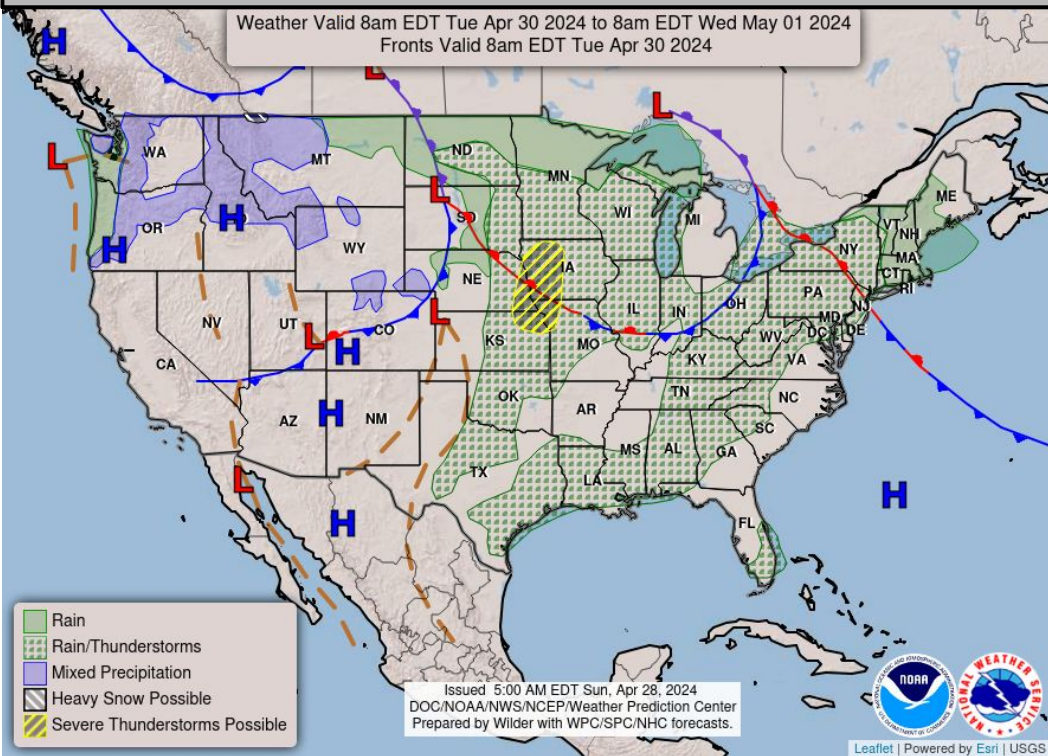 Weather Valid 8am EDT Tue Apr 30 2024 to 8am EDT Wed May 01 2024
Fronts Valid 8am EDT Tue Apr 30 2024
H
L
L
WA
MT
ND
MN
ME
L
OR
H
H
L
SD
WI
MI
VT
NH
NY
MA
CT
RI
WY
NE
IA
PA
NJ
L
IL
IN
OH
MD
DE
DC
NV
UT
L
H
CO
KS
MO
WV
VA
KY
CA
OK
TN
NC
AZ
H
NM
AR
SC
MS
AL
GA
L
TX
LA
H
H
FL
Rain
Rain/Thunderstorms
Mixed Precipitation
Heavy Snow Possible
Severe Thunderstorms Possible
Issued 5:00 AM EDT Sun, Apr 28, 2024
DOC/NOAA/NWS/NCEP/Weather Prediction Center
Prepared by Wilder with WPC/SPC/NHC forecasts.
NOAA
NATIONAL WEATHER SERVICE
Leaflet | Powered by Esri | USGS